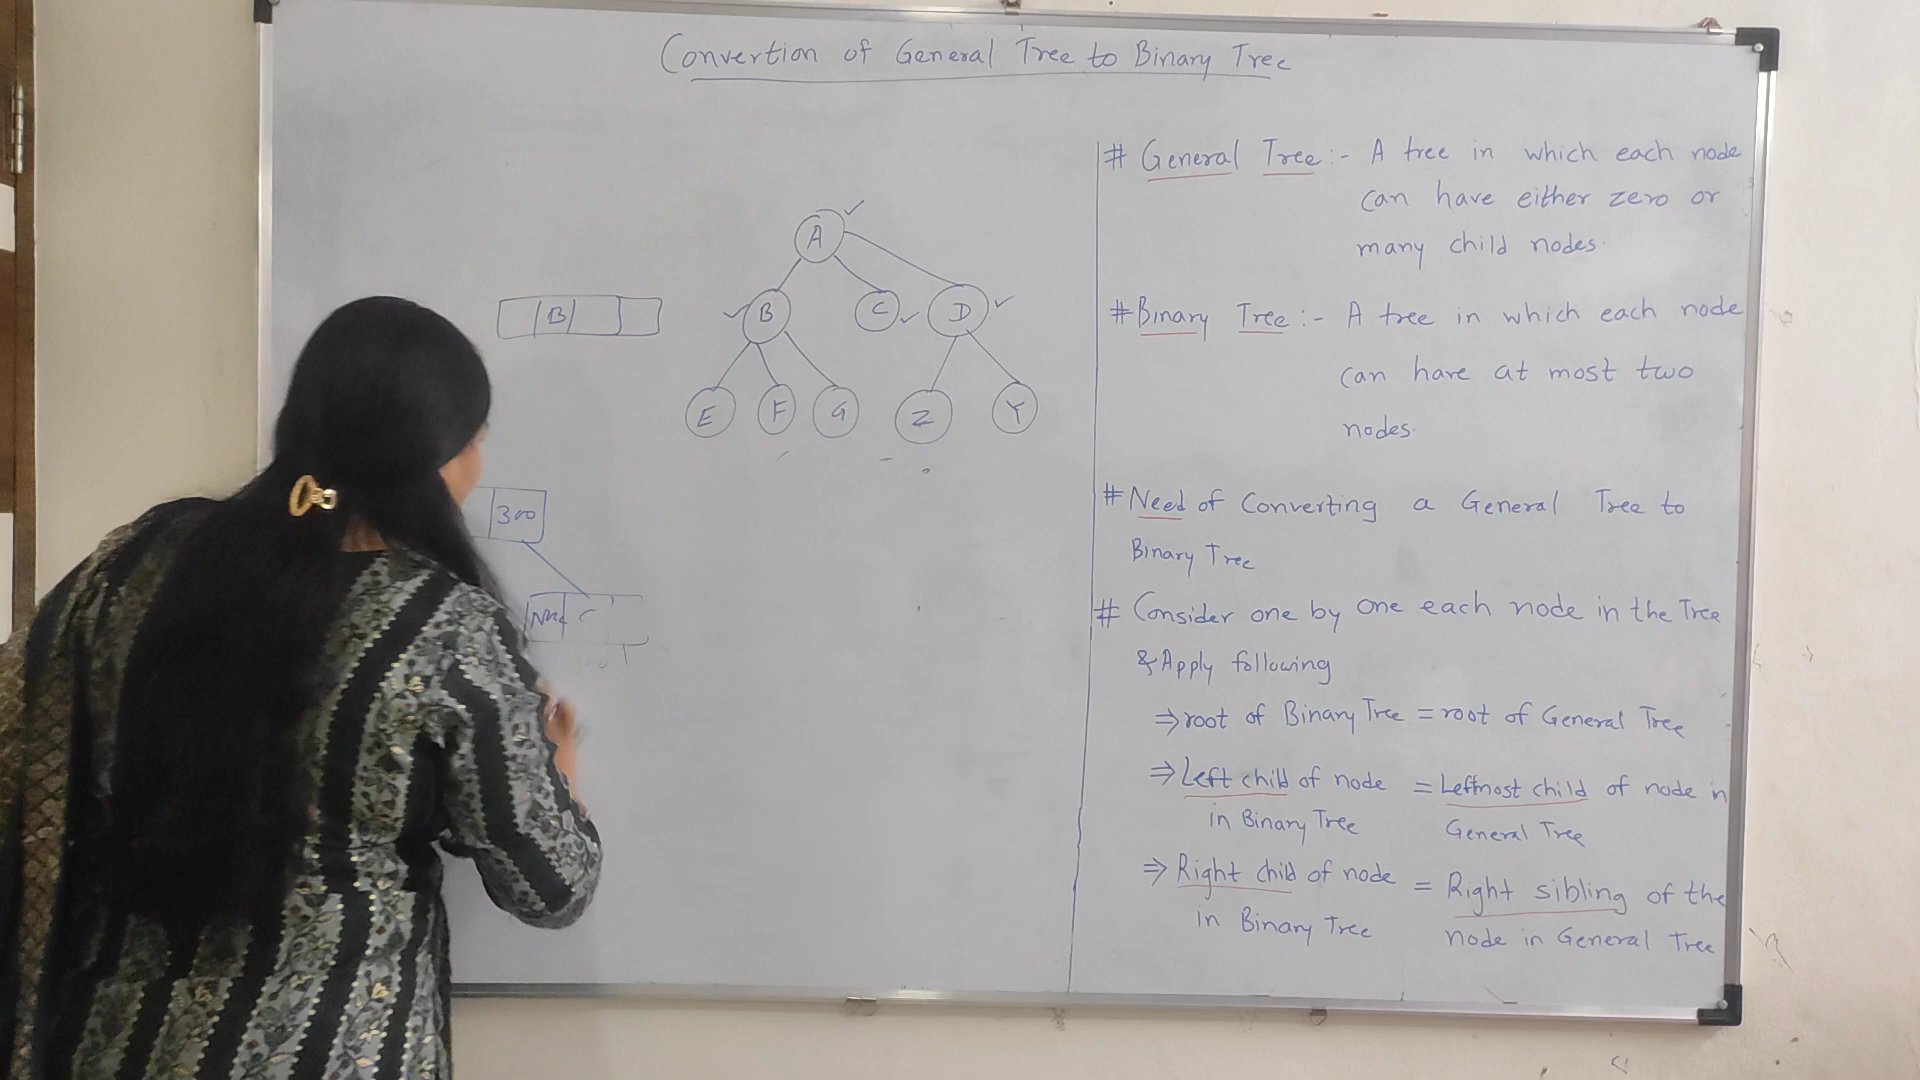 Convertion of General Tree to Binary Tree
A
B C D
E F G Z Y
B
300
Null C
# General Tree :- A tree in which each node
can have either zero or
many child nodes.
# Binary Tree :- A tree in which each node
can have at most two
nodes.
# Need of Converting a General Tree to
Binary Tree
# Consider one by one each node in the Tree
& Apply following
⇒ root of Binary Tree = root of General Tree
⇒ Left child of node = Leftmost child of node in
in Binary Tree General Tree
⇒ Right child of node = Right sibling of the
in Binary Tree node in General Tree